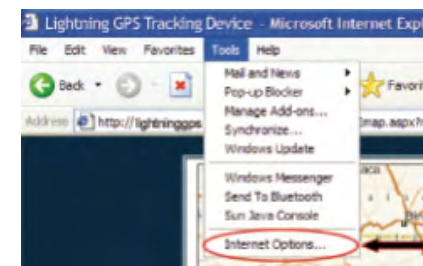 Lightning GPS Tracking Device - Microsoft Internet Expl
File Edit View Favorites Tools Help
Back
Favorit
Address http://lightninggps
map.aspx?r
Mail and News
Pop-up Blocker
Manage Add-ons...
Synchronize...
Windows Update
Windows Messenger
Send To Bluetooth
Sun Java Console
Internet Options...